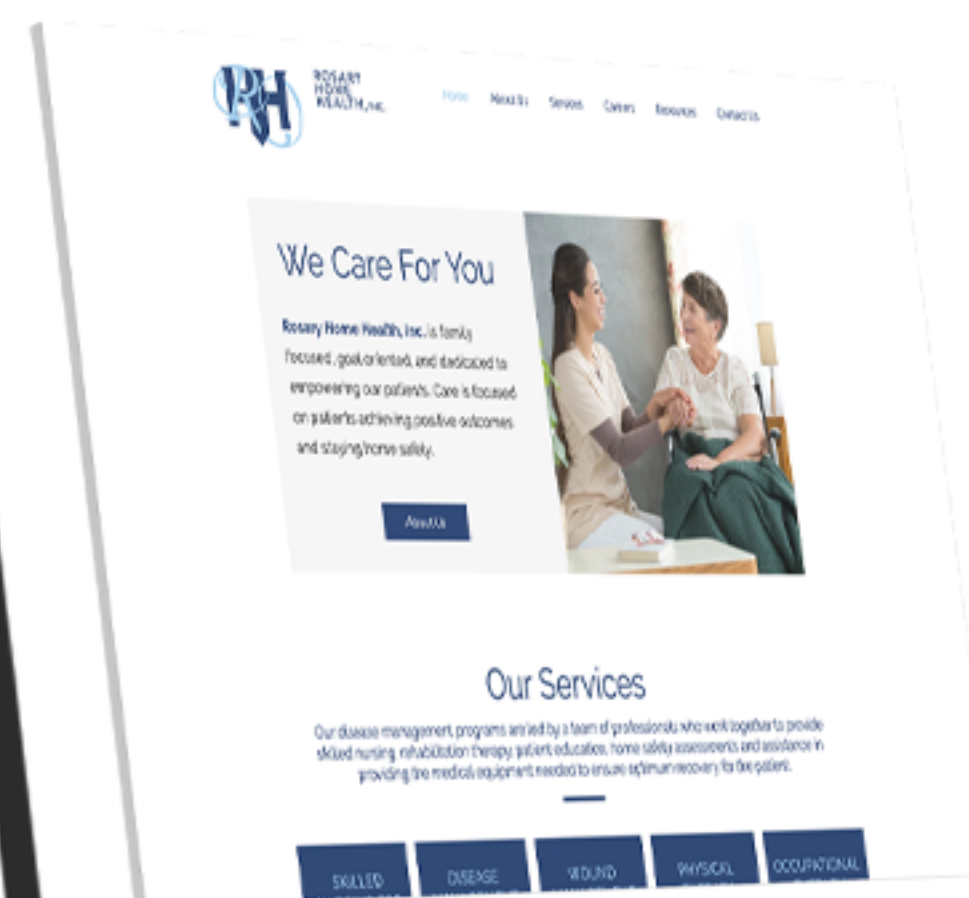 RH
ROSARY
HOME
HEALTH, INC.
Home About Us Services Careers Resources Contact Us
We Care For You
Rosary Home Health, Inc. is family
focused, goal oriented, and dedicated to
empowering our patients. Care is focused
on patients achieving positive outcomes
and staying home safely.
About Us
Our Services
Our disease management programs are led by a team of professionals who work together to provide
skilled nursing, rehabilitation therapy, patient education, home safety assessments and assistance in
providing the medical equipment needed to ensure optimum recovery for the patient.
SKILLED DISEASE WOUND PHYSICAL OCCUPATIONAL